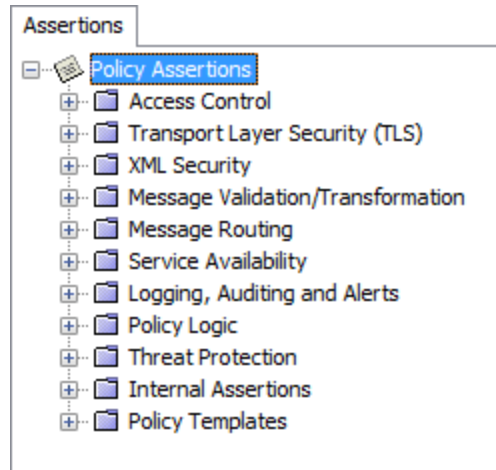 Assertions
Policy Assertions
Access Control
Transport Layer Security (TLS)
XML Security
Message Validation/Transformation
Message Routing
Service Availability
Logging, Auditing and Alerts
Policy Logic
Threat Protection
Internal Assertions
Policy Templates